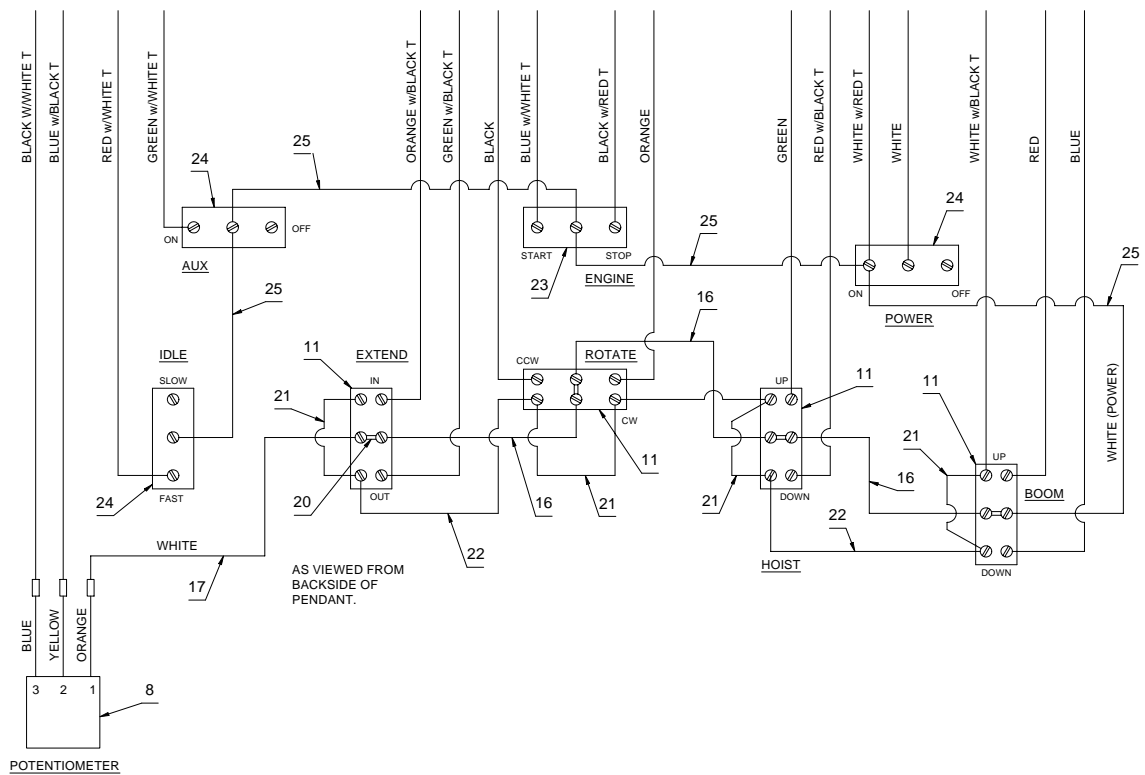 BLACK W/WHITE T
BLUE w/BLACK T
RED w/WHITE T
GREEN w/WHITE T
ORANGE w/BLACK T
GREEN w/BLACK T
BLACK
BLUE w/WHITE T
BLACK w/RED T
ORANGE
GREEN
RED w/BLACK T
WHITE w/RED T
WHITE
WHITE w/BLACK T
RED
BLUE
24
25
ON
OFF
AUX
25
START
STOP
23
ENGINE
25
24
ON
OFF
POWER
25
IDLE
SLOW
FAST
24
11
EXTEND
IN
21
OUT
20
CCW
ROTATE
16
CW
11
16
21
22
UP
11
21
DOWN
HOIST
16
22
11
21
UP
BOOM
DOWN
WHITE (POWER)
WHITE
17
AS VIEWED FROM
BACKSIDE OF
PENDANT.
BLUE
YELLOW
ORANGE
3 2 1
8
POTENTIOMETER